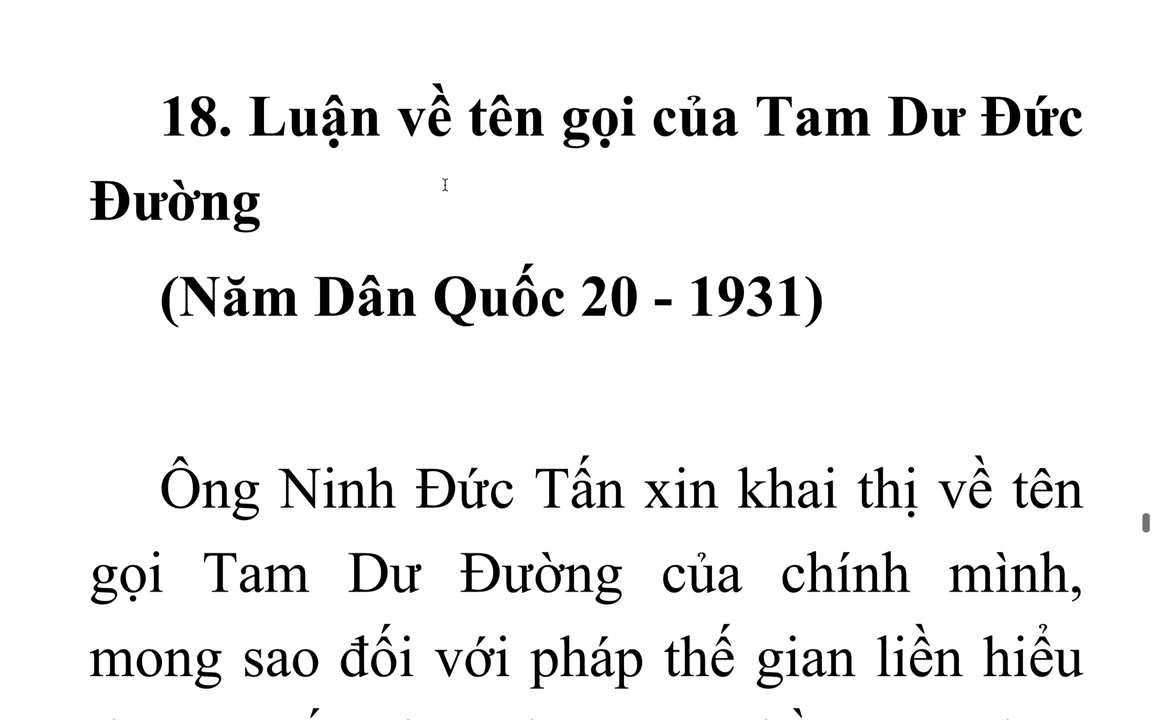 18. Luận về tên gọi của Tam Dư Đức
Đường
(Năm Dân Quốc 20 - 1931)
Ông Ninh Đức Tấn xin khai thị về tên
gọi Tam Dư Đường của chính mình,
mong sao đối với pháp thế gian liền hiểu